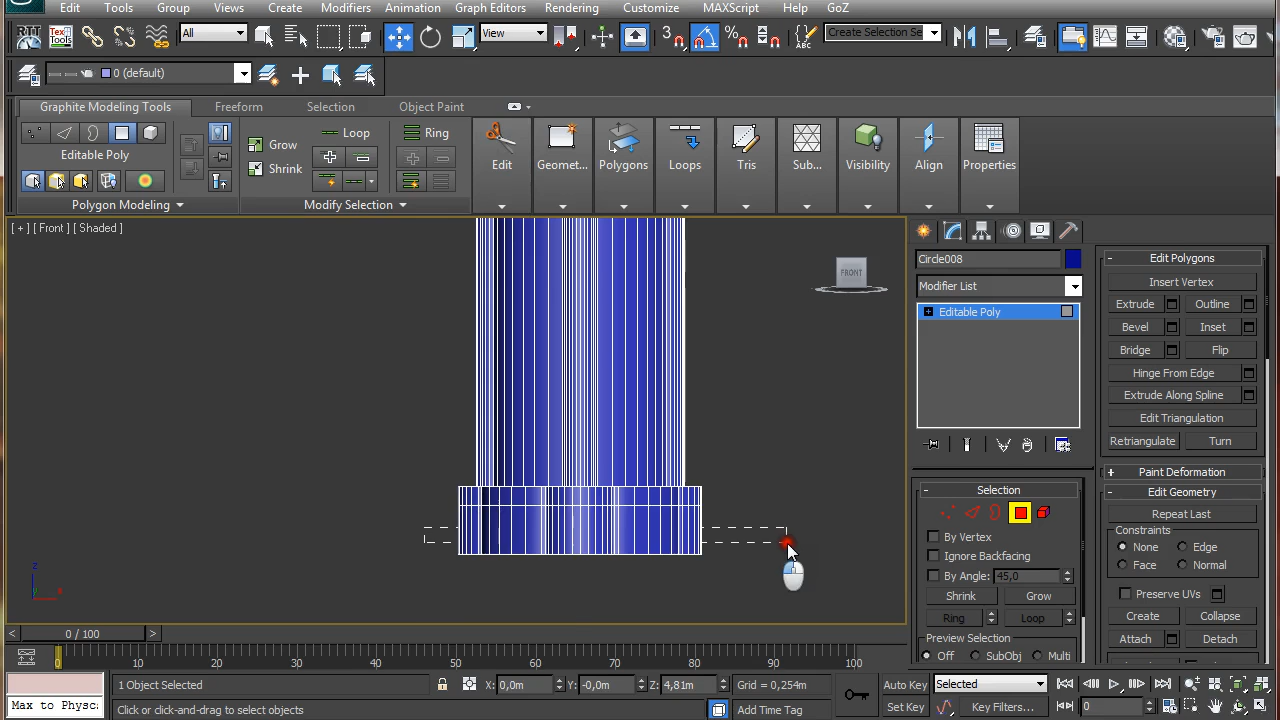 Edit Tools Group Views Create Modifiers Animation Graph Editors Rendering Customize MAXScript Help GoZ
RTT Tex Tools All View 3 Create Selection Se
0 (default)
Graphite Modeling Tools Freeform Selection Object Paint
Loop Ring
Grow
Editable Poly
Shrink
Edit Geomet... Polygons Loops Tris Sub... Visibility Align Properties
Polygon Modeling Modify Selection
[ + ] [ Front ] [ Shaded ]
FRONT
Circle008
Modifier List
Editable Poly
Edit Polygons
Insert Vertex
Extrude Outline
Bevel Inset
Bridge Flip
Hinge From Edge
Extrude Along Spline
Edit Triangulation
Retriangulate Turn
Paint Deformation
Edit Geometry
Repeat Last
Constraints
None Edge
Face Normal
Preserve UVs
Create Collapse
Attach Detach
Selection
By Vertex
Ignore Backfacing
By Angle: 45,0
Shrink Grow
Ring Loop
Preview Selection
Off SubObj Multi
z
x
0 / 100
0 10 20 30 40 50 60 70 80 90 100
1 Object Selected X: 0,0m Y: -0,0m Z: 4,81m Grid = 0,254m Auto Key Selected
Max to Physc Click or click-and-drag to select objects Add Time Tag Set Key Key Filters... 0